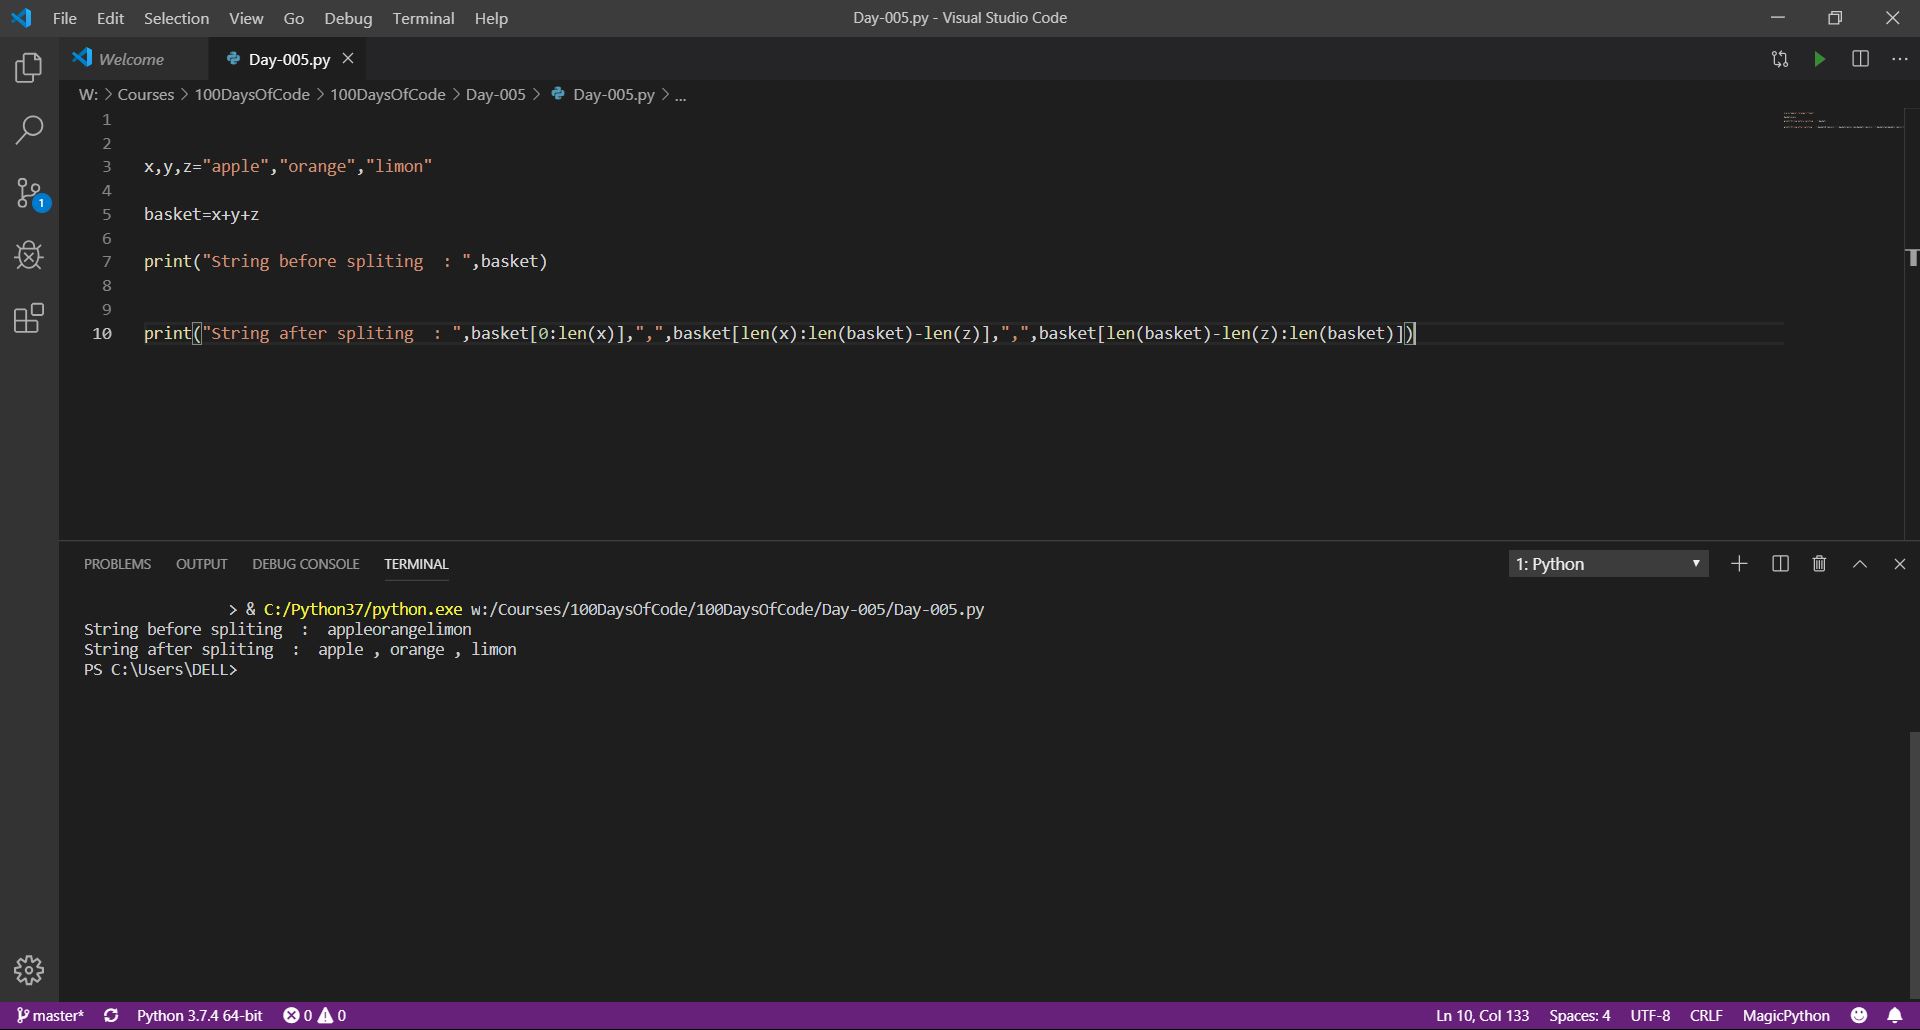 File Edit Selection View Go Debug Terminal Help Day-005.py - Visual Studio Code
Welcome Day-005.py
W: > Courses > 100DaysOfCode > 100DaysOfCode > Day-005 > Day-005.py > ...
1
2
3 x,y,z="apple","orange","limon"
4
5 basket=x+y+z
6
7 print("String before spliting  : ",basket)
8
9
10 print("String after spliting  : ",basket[0:len(x)],",",basket[len(x):len(basket)-len(z)],",",basket[len(basket)-len(z):len(basket)])
1
PROBLEMS OUTPUT DEBUG CONSOLE TERMINAL 1: Python
> & C:/Python37/python.exe w:/Courses/100DaysOfCode/100DaysOfCode/Day-005/Day-005.py
String before spliting  :  appleorangelimon
String after spliting  :  apple , orange , limon
PS C:\Users\DELL>
master* Python 3.7.4 64-bit 0 0 Ln 10, Col 133 Spaces: 4 UTF-8 CRLF MagicPython